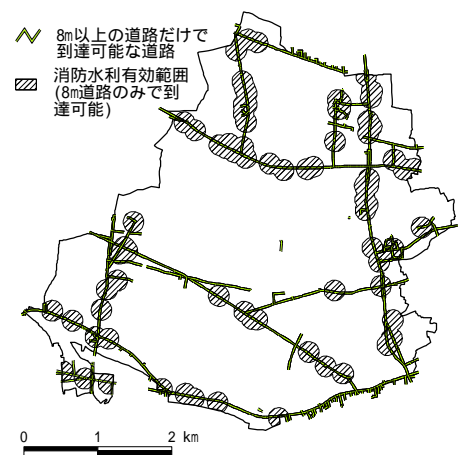 8m以上の道路だけで
到達可能な道路
消防水利有効範囲
(8m道路のみで到
達可能)
0 1 2 km